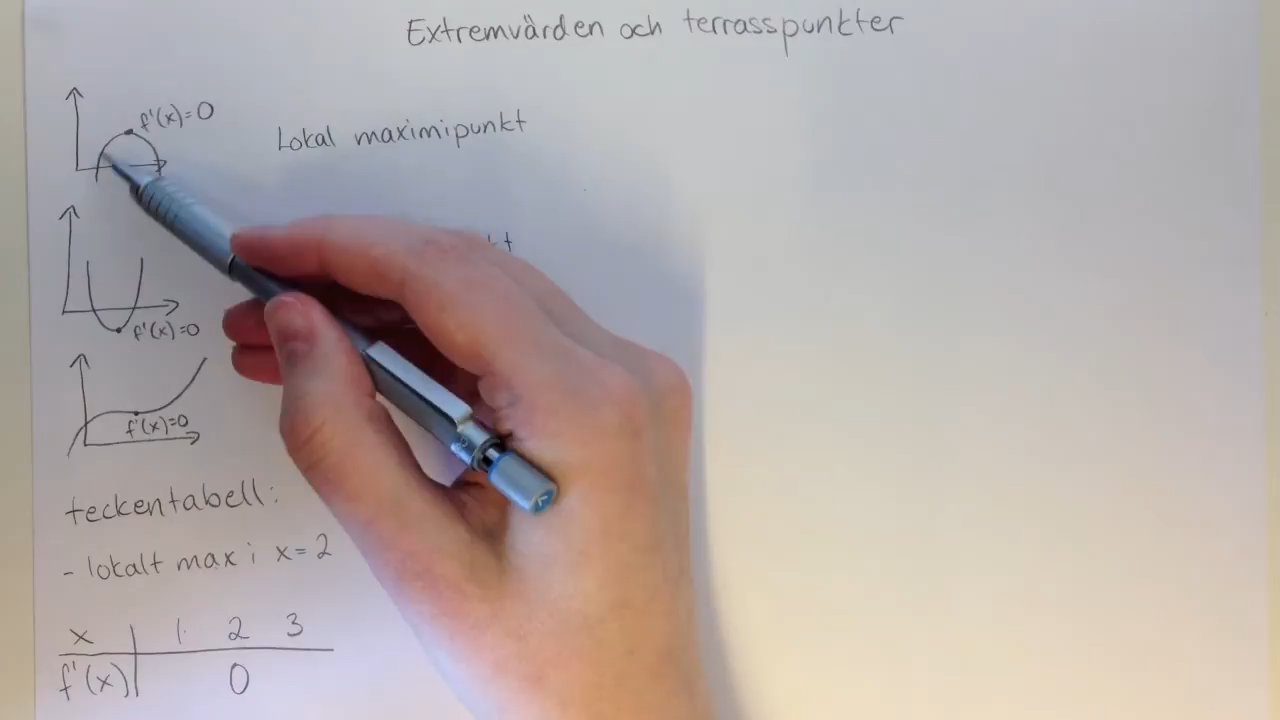 Extremvärden och terrasspunkter
f'(x)=0
Lokal maximipunkt
f'(x)=0
f'(x)=0
teckentabell:
- lokalt max i x=2
x 1 2 3
f'(x) 0